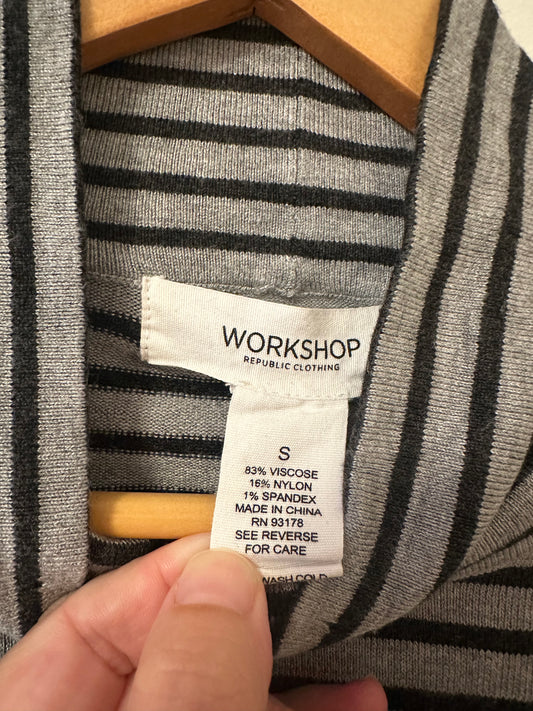 WORKSHOP
REPUBLIC CLOTHING
S
83% VISCOSE
16% NYLON
1% SPANDEX
MADE IN CHINA
RN 93178
SEE REVERSE
FOR CARE
WASH COLD